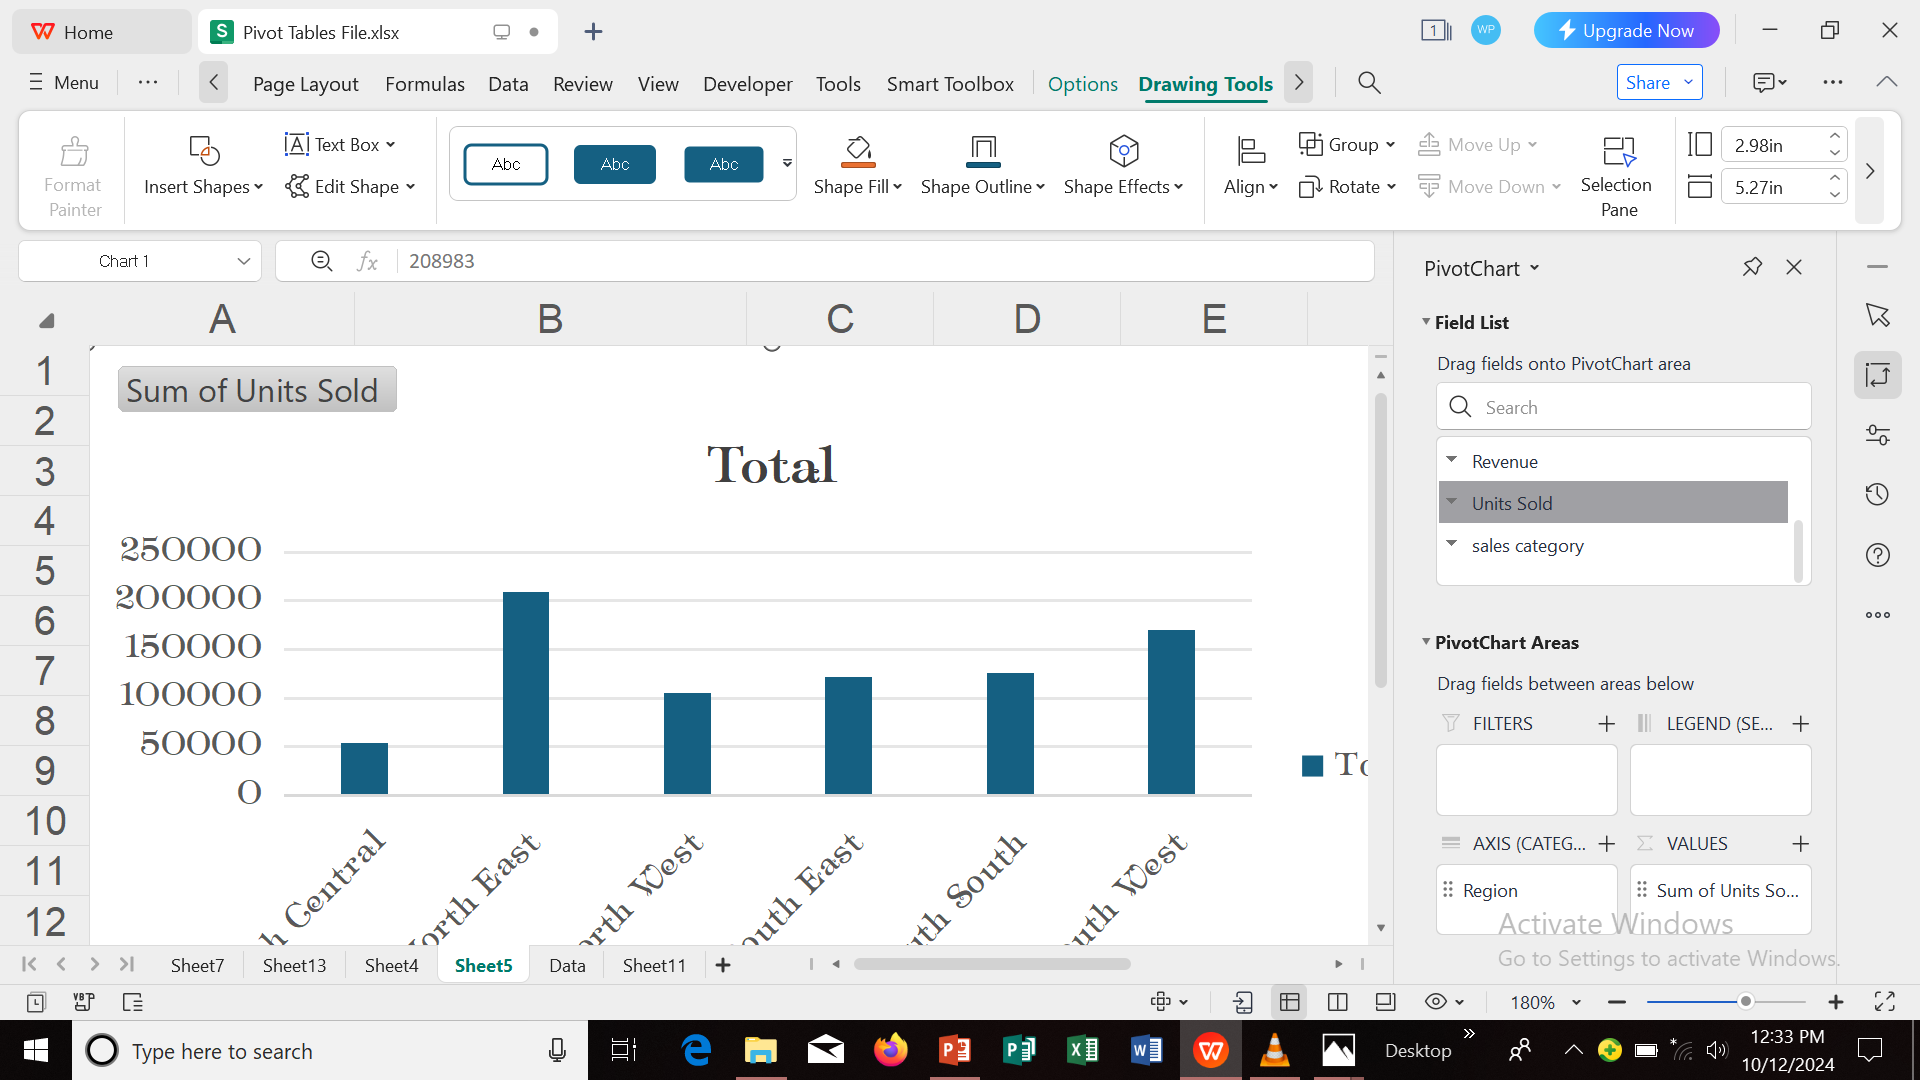 Home
Pivot Tables File.xlsx
1
WP
Upgrade Now
Menu
Page Layout
Formulas
Data
Review
View
Developer
Tools
Smart Toolbox
Options
Drawing Tools
Share
Format Painter
Insert Shapes
Text Box
Edit Shape
Abc
Abc
Abc
Shape Fill
Shape Outline
Shape Effects
Align
Group
Rotate
Move Up
Move Down
Selection Pane
2.98in
5.27in
Chart 1
fx
208983
A B C D E
1
2
3
4
5
6
7
8
9
10
11
12
Sum of Units Sold
Total
250000
200000
150000
100000
50000
0
h Central
orth East
orth West
outh East
uth South
outh West
To
PivotChart
Field List
Drag fields onto PivotChart area
Search
Revenue
Units Sold
sales category
PivotChart Areas
Drag fields between areas below
FILTERS
LEGEND (SE...
AXIS (CATEG...
VALUES
Region
Sum of Units So...
Activate Windows
Go to Settings to activate Windows.
Sheet7
Sheet13
Sheet4
Sheet5
Data
Sheet11
180%
Type here to search
Desktop
12:33 PM
10/12/2024